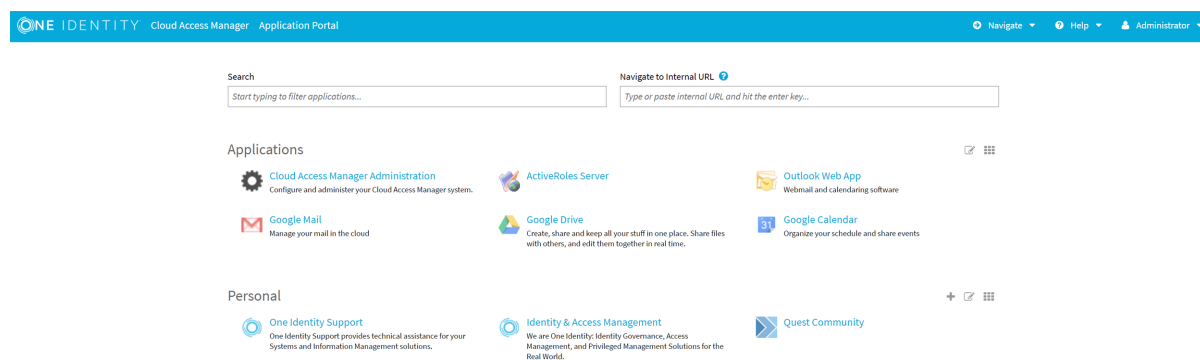 ONE IDENTITY Cloud Access Manager Application Portal Navigate Help Administrator
Search Navigate to Internal URL ?
Start typing to filter applications... Type or paste internal URL and hit the enter key...
Applications
Cloud Access Manager Administration
Configure and administer your Cloud Access Manager system.
ActiveRoles Server
Outlook Web App
Webmail and calendaring software
Google Mail
Manage your mail in the cloud
Google Drive
Create, share and keep all your stuff in one place. Share files
with others, and edit them together in real time.
31
Google Calendar
Organize your schedule and share events
Personal
One Identity Support
One Identity Support provides technical assistance for your
Systems and Information Management solutions.
Identity & Access Management
We are One Identity: Identity Governance, Access
Management, and Privileged Management Solutions for the
Real World.
Quest Community